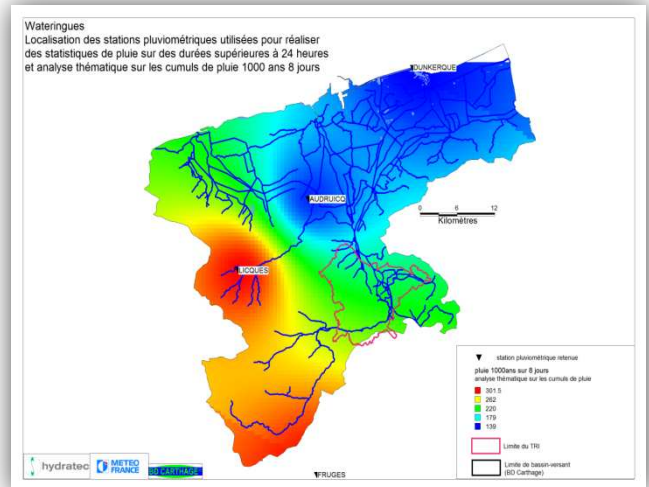 Wateringues
Localisation des stations pluviométriques utilisées pour réaliser
des statistiques de pluie sur des durées supérieures à 24 heures
et analyse thématique sur les cumuls de pluie 1000 ans 8 jours
DUNKERQUE
AUDRUICQ
0 6 12
Kilomètres
LICQUES
station pluviométrique retenue
pluie 1000ans sur 8 jours
analyse thématique sur les cumuls de pluie
301.5
262
220
179
139
Limite du TRI
Limite de bassin-versant
(BD Carthage)
hydratec
METEO
FRANCE
BD CARTHAGE
FRUGES